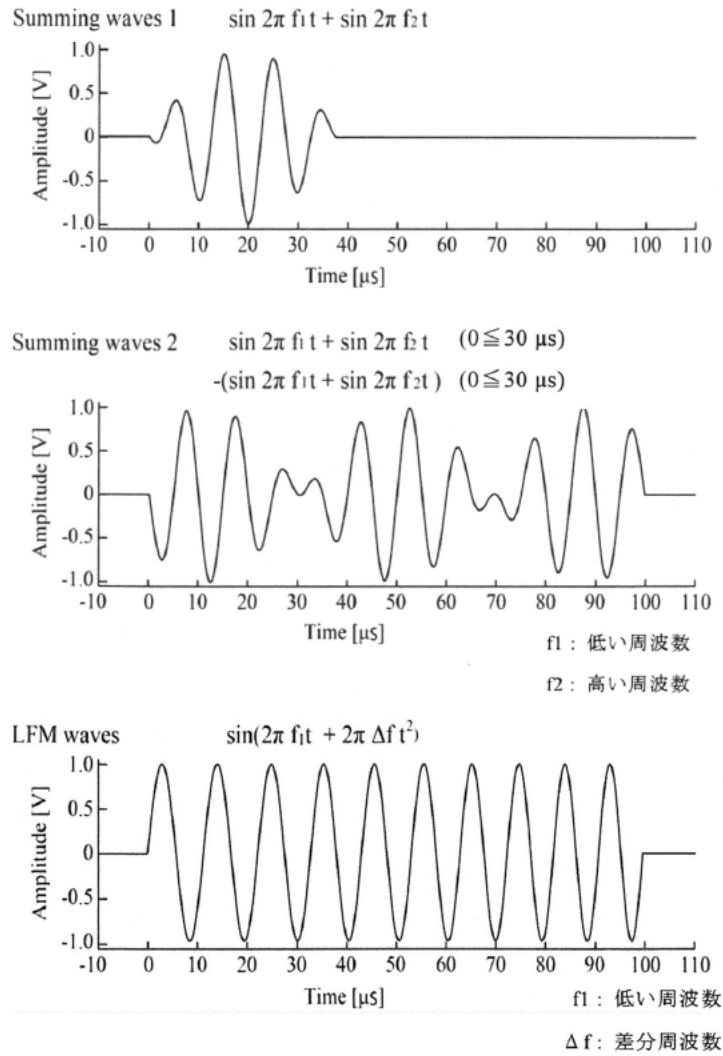 Summing waves 1 sin 2π f₁ t + sin 2π f₂ t
Amplitude [V]
1.0
0.5
0
-0.5
-1.0
-10 0 10 20 30 40 50 60 70 80 90 100 110
Time [μs]
Summing waves 2 sin 2π f₁ t + sin 2π f₂ t (0≦30 μs)
-(sin 2π f₁t + sin 2π f₂t) (0≦30 μs)
Amplitude [V]
1.0
0.5
0
-0.5
-1.0
-10 0 10 20 30 40 50 60 70 80 90 100 110
Time [μs]
f1 : 低い周波数
f2 : 高い周波数
LFM waves sin(2π f₁t + 2π Δf t²)
Amplitude [V]
1.0
0.5
0
-0.5
-1.0
-10 0 10 20 30 40 50 60 70 80 90 100 110
Time [μs]
f1 : 低い周波数
Δ f : 差分周波数